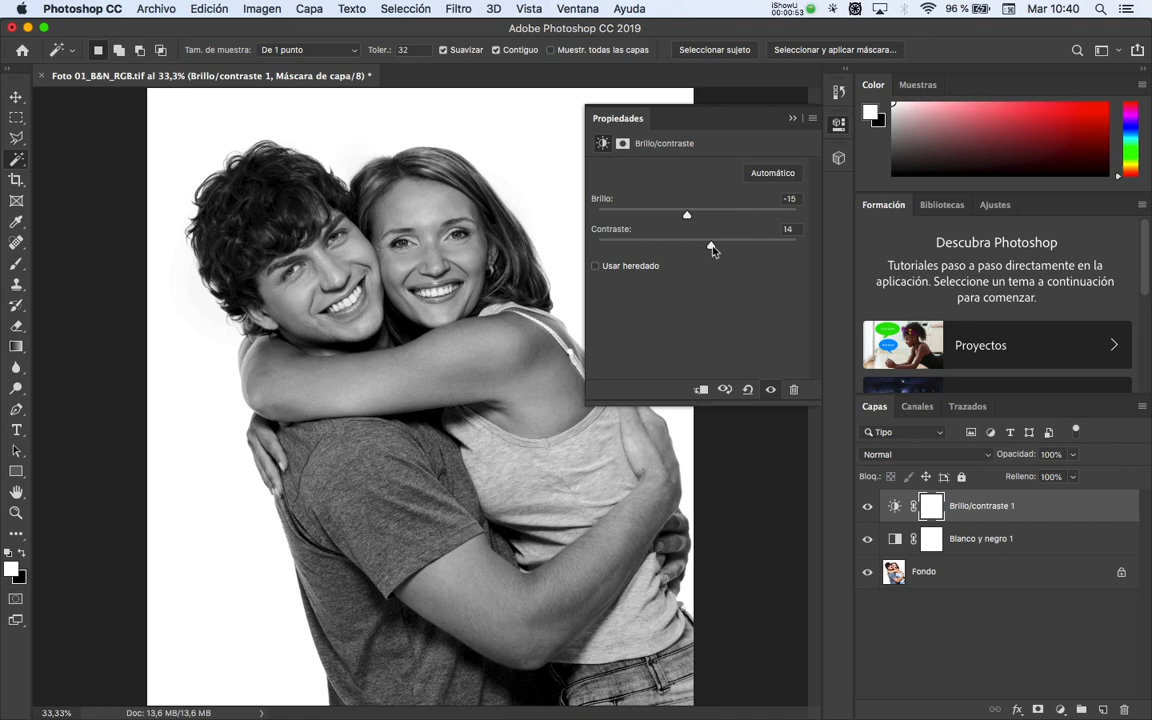 Photoshop CC Archivo Edición Imagen Capa Texto Selección Filtro 3D Vista Ventana Ayuda iShowU 00:00:53 96 % Mar 10:40
Adobe Photoshop CC 2019
Tam. de muestra: De 1 punto Toler.: 32 Suavizar Contiguo Muestr. todas las capas Seleccionar sujeto Seleccionar y aplicar máscara...
Foto 01_B&N_RGB.tif al 33,3% (Brillo/contraste 1, Máscara de capa/8) *
Color Muestras
Propiedades
Brillo/contraste
Automático
Brillo: -15
Contraste: 14
Usar heredado
Formación Bibliotecas Ajustes
Descubra Photoshop
Tutoriales paso a paso directamente en la
aplicación. Seleccione un tema a continuación
para comenzar.
Proyectos
Capas Canales Trazados
Tipo
Normal Opacidad: 100%
Bloq.: Relleno: 100%
Brillo/contraste 1
Blanco y negro 1
Fondo
33,33% Doc: 13,6 MB/13,6 MB